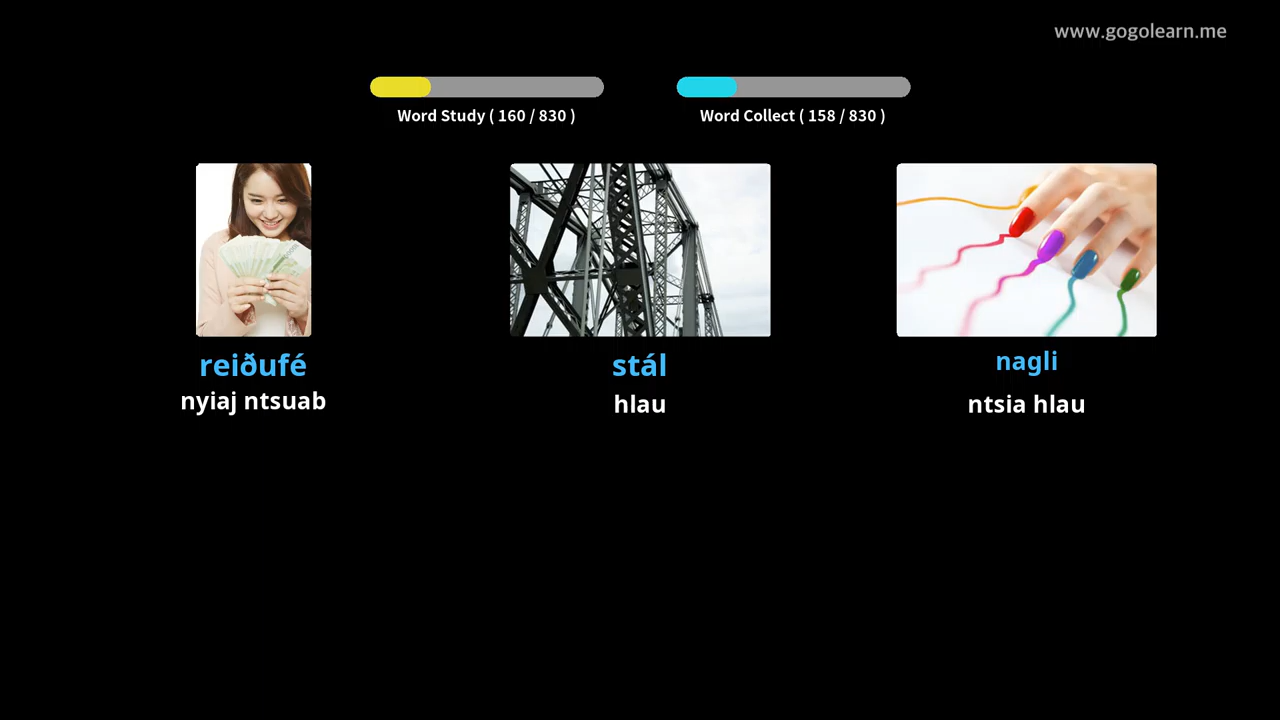 www.gogolearn.me
Word Study ( 160 / 830 )
Word Collect ( 158 / 830 )
reiðufé
nyiaj ntsuab
stál
hlau
nagli
ntsia hlau